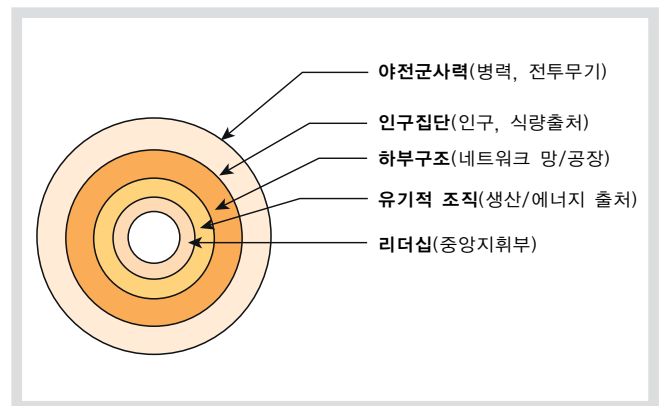 야전군사력(병력, 전투무기)
인구집단(인구, 식량출처)
하부구조(네트워크 망/공장)
유기적 조직(생산/에너지 출처)
리더십(중앙지휘부)